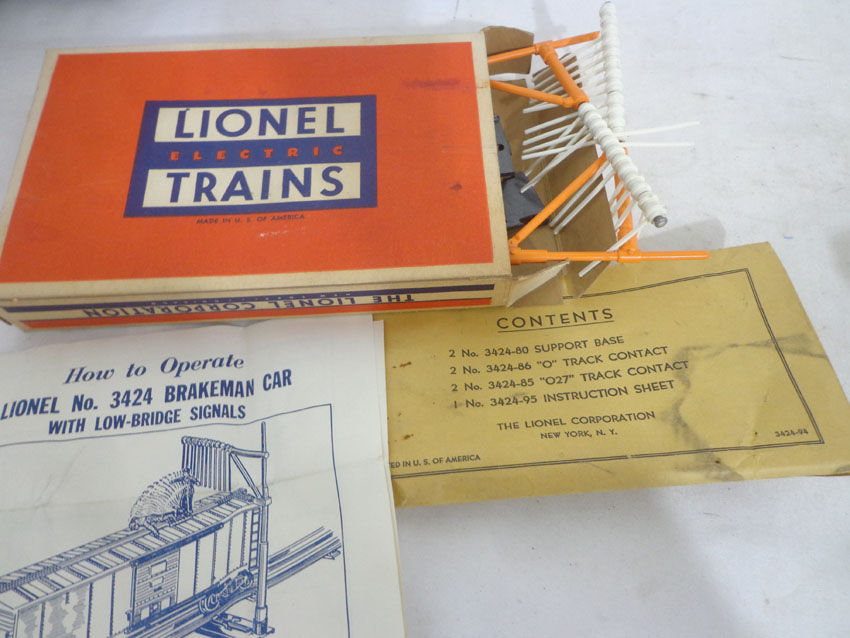 LIONEL
ELECTRIC
TRAINS
MADE IN U. S. OF AMERICA
THE LIONEL CORPORATION
How to Operate
LIONEL No. 3424 BRAKEMAN CAR
WITH LOW-BRIDGE SIGNALS
CONTENTS
2 No. 3424-80 SUPPORT BASE
2 No. 3424-86 "O" TRACK CONTACT
2 No. 3424-85 "O27" TRACK CONTACT
1 No. 3424-95 INSTRUCTION SHEET
THE LIONEL CORPORATION
NEW YORK, N. Y.
TED IN U. S. OF AMERICA
3424-94